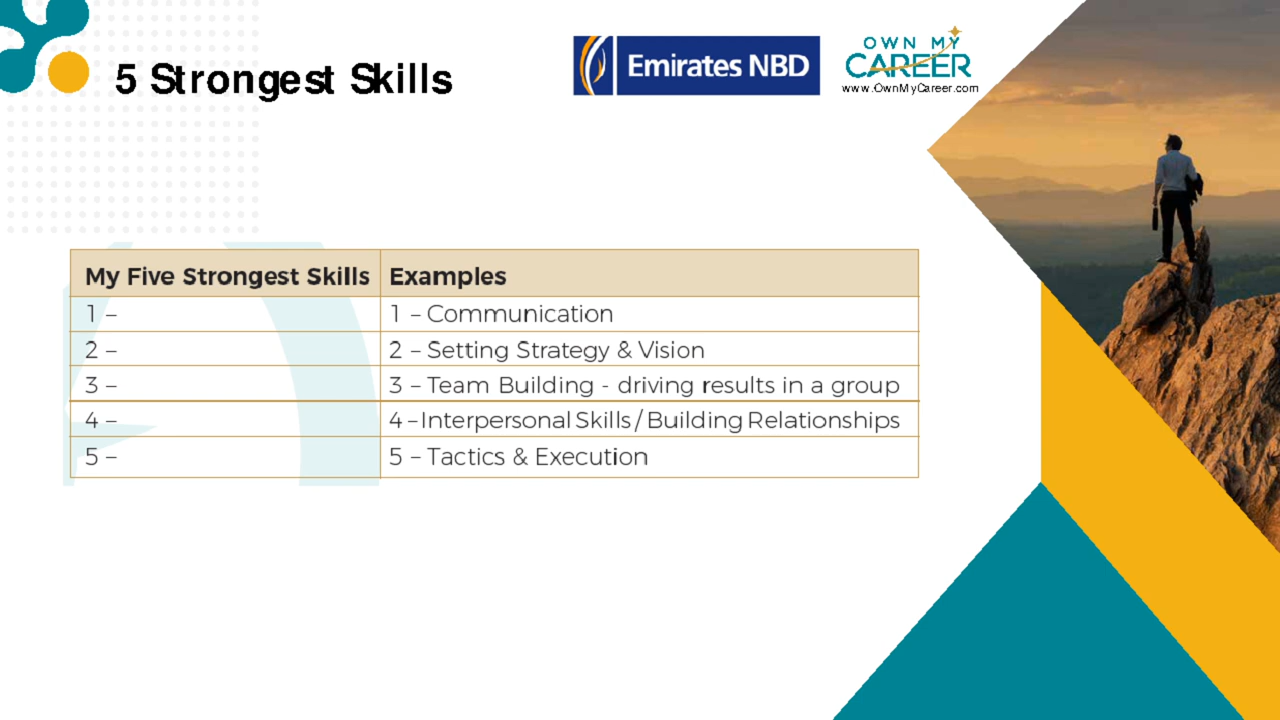 5 Strongest Skills
Emirates NBD
OWN MY
CAREER
www.OwnMyCareer.com
My Five Strongest Skills Examples
1 – 1 – Communication
2 – 2 – Setting Strategy & Vision
3 – 3 – Team Building - driving results in a group
4 – 4 – Interpersonal Skills / Building Relationships
5 – 5 – Tactics & Execution